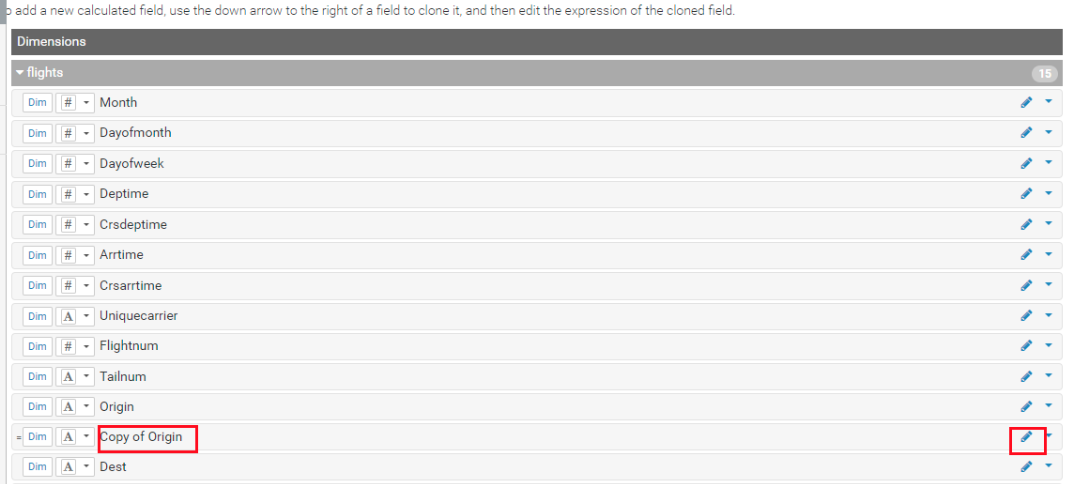 o add a new calculated field, use the down arrow to the right of a field to clone it, and then edit the expression of the cloned field.
Dimensions
flights 15
Dim # Month
Dim # Dayofmonth
Dim # Dayofweek
Dim # Deptime
Dim # Crsdeptime
Dim # Arrtime
Dim # Crsarrtime
Dim A Uniquecarrier
Dim # Flightnum
Dim A Tailnum
Dim A Origin
= Dim A Copy of Origin
Dim A Dest